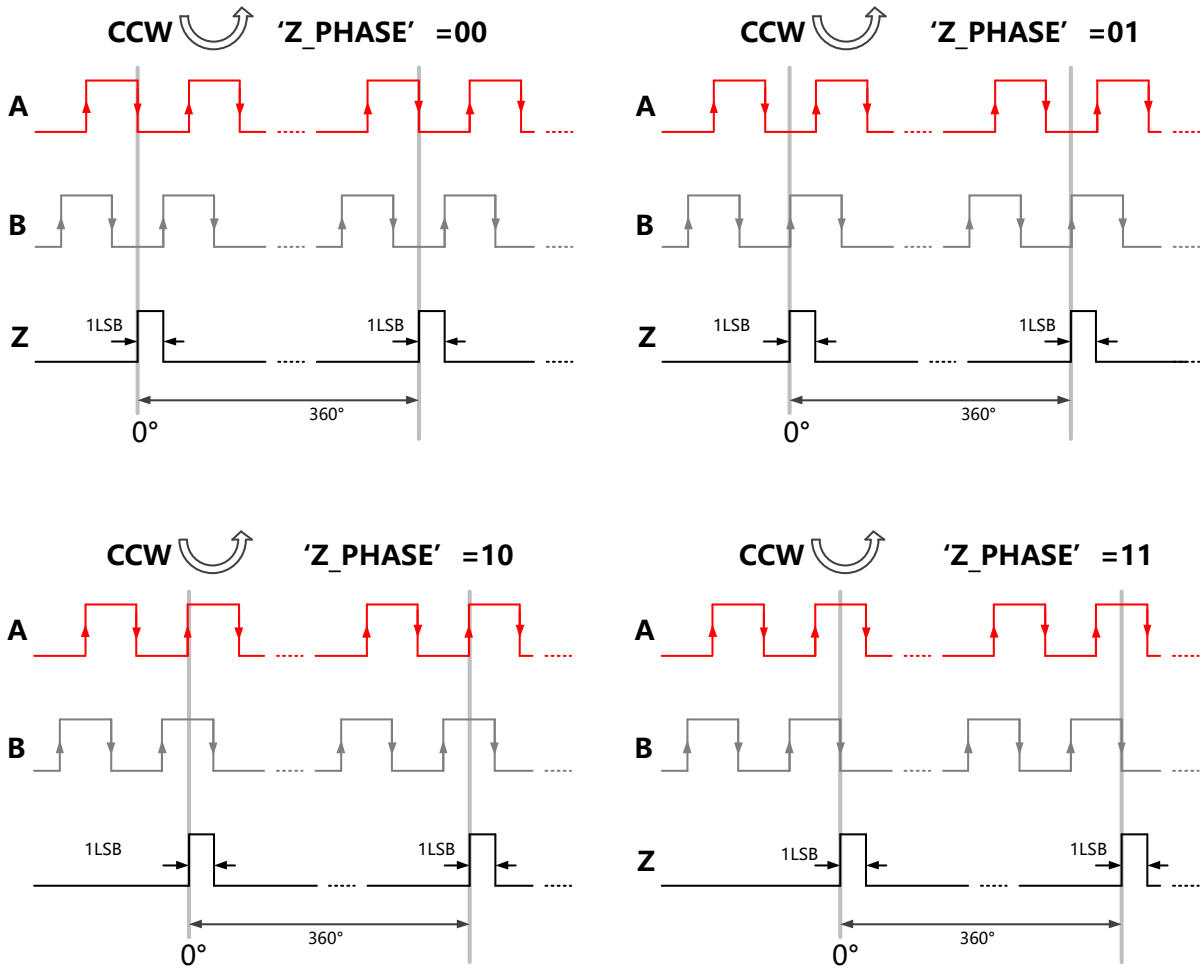 CCW 'Z_PHASE' =00
A
B
1LSB 1LSB
Z
360°
0°
CCW 'Z_PHASE' =01
A
B
1LSB 1LSB
Z
360°
0°
CCW 'Z_PHASE' =10
A
B
1LSB 1LSB
360°
0°
CCW 'Z_PHASE' =11
A
B
1LSB 1LSB
Z
360°
0°